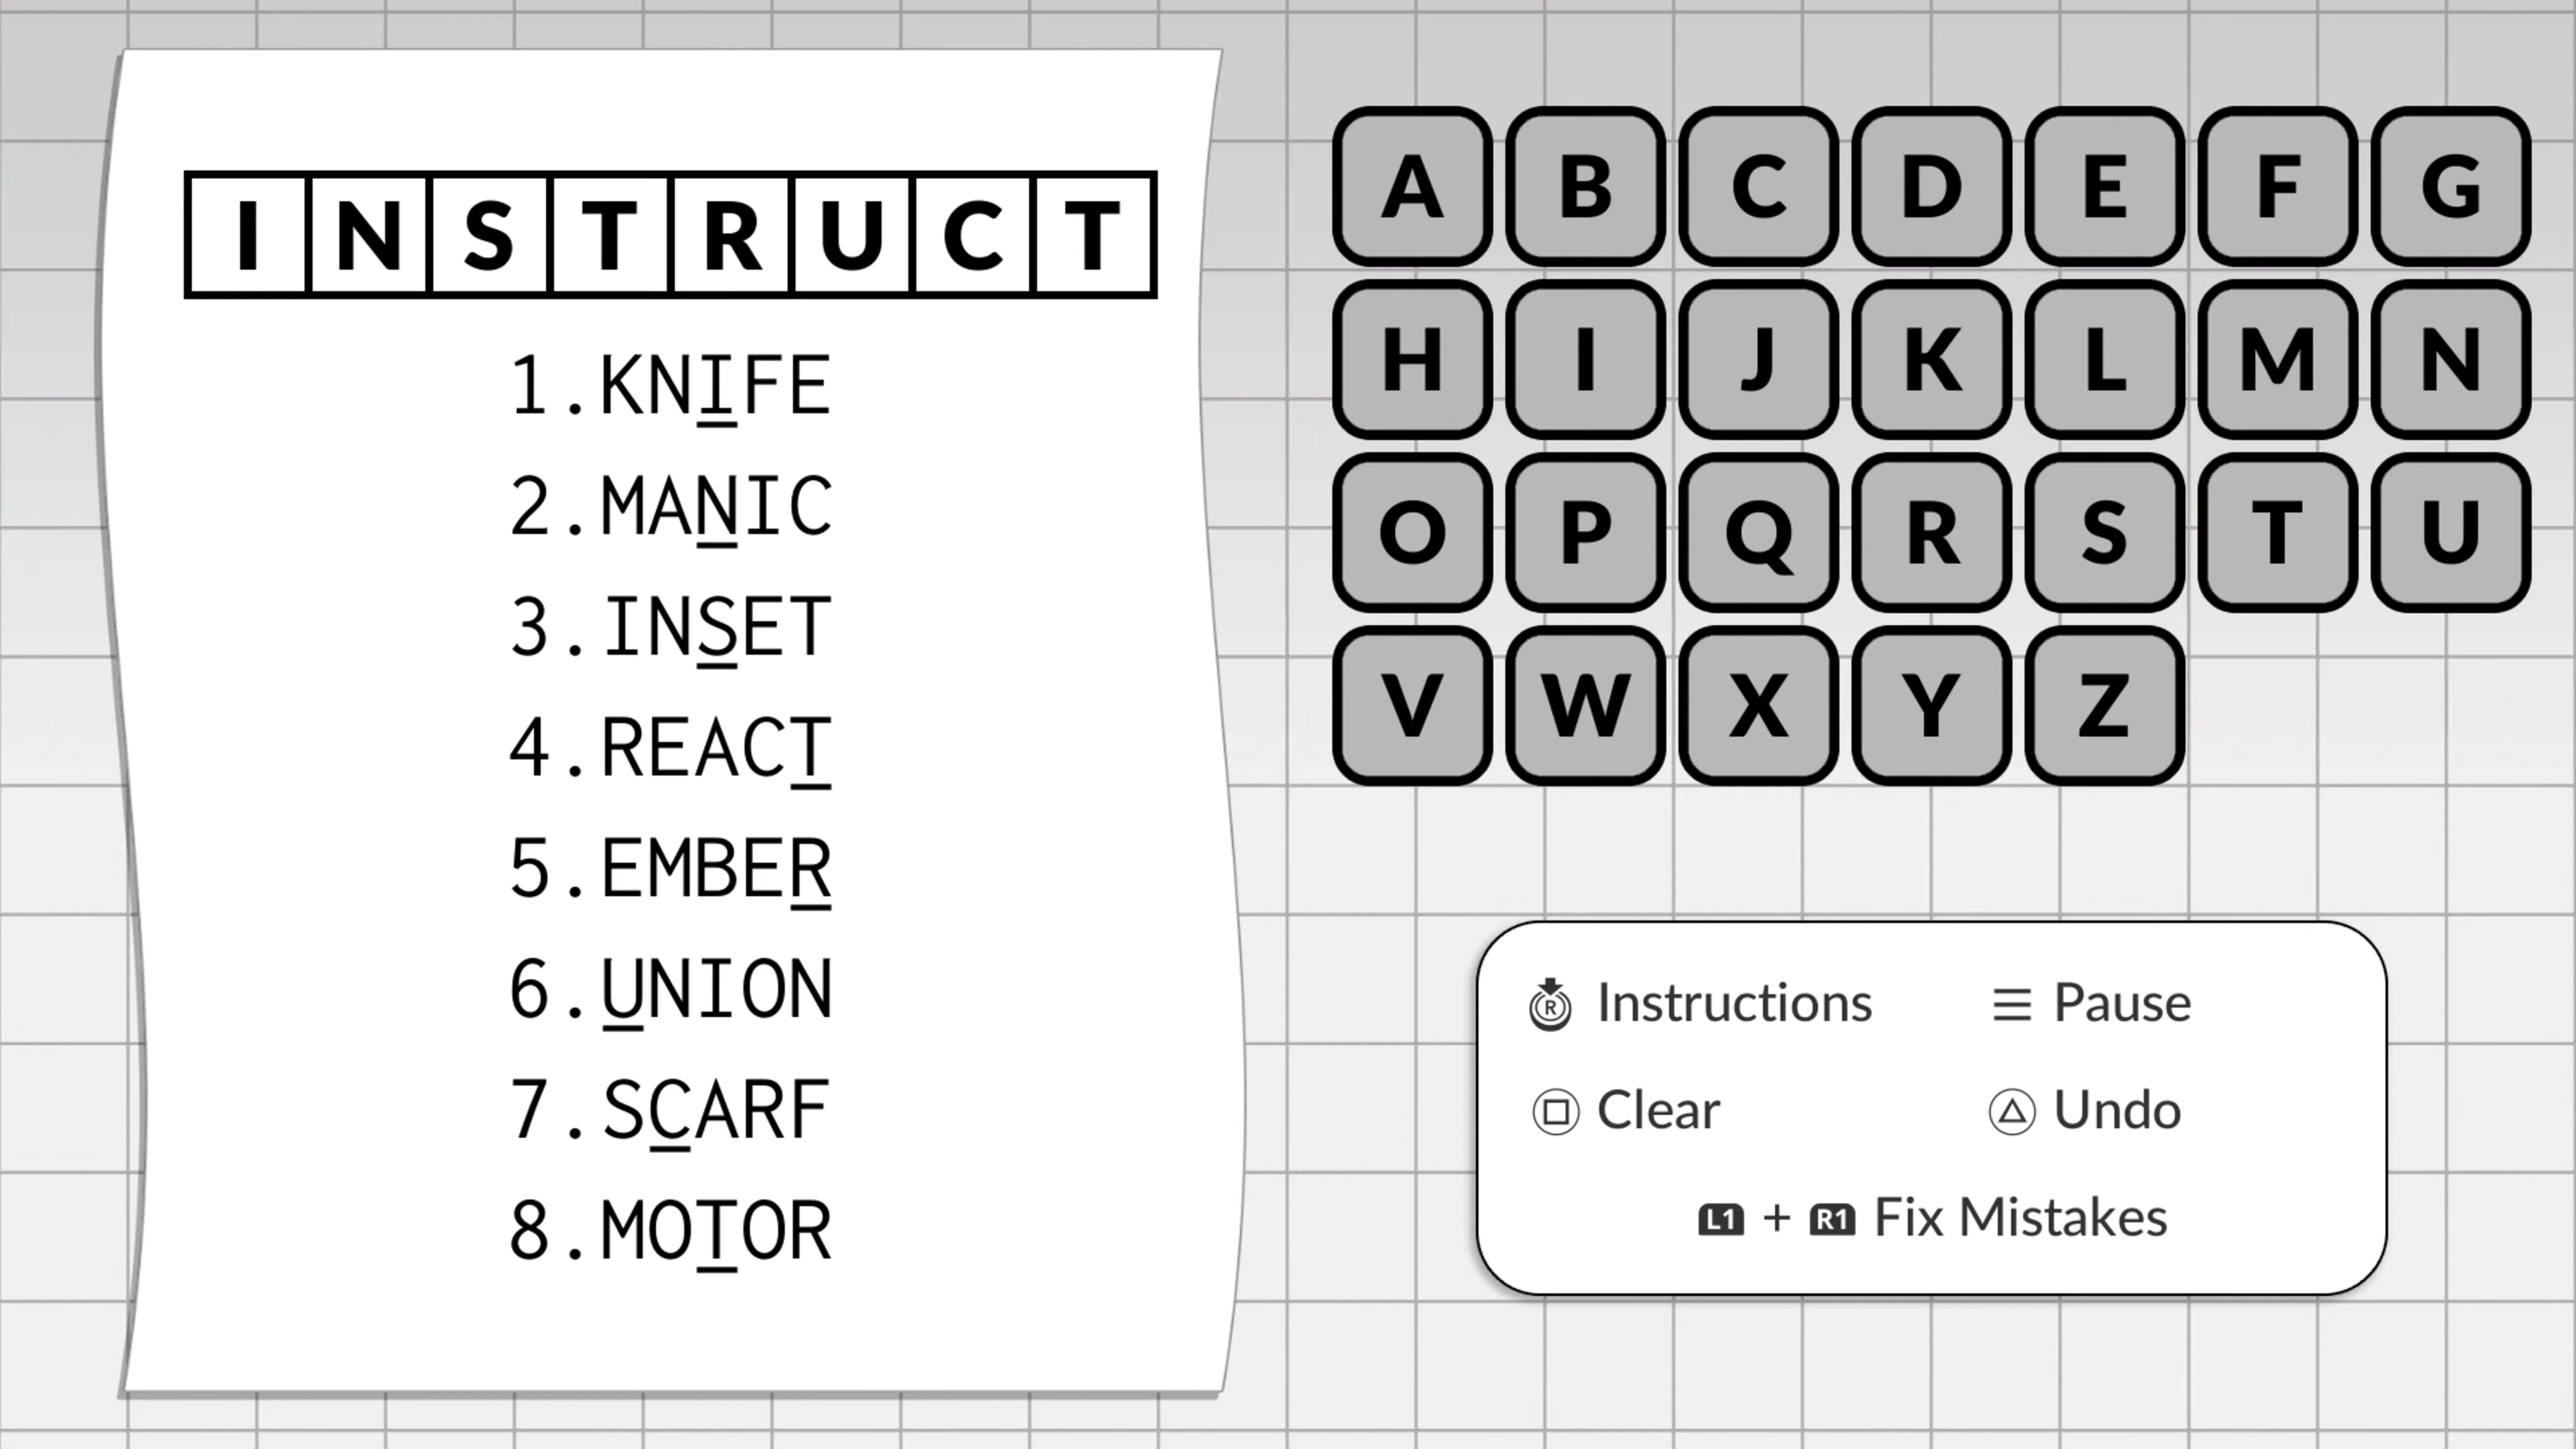 INSTRUCT
1.KNIFE
2.MANIC
3.INSET
4.REACT
5.EMBER
6.UNION
7.SCARF
8.MOTOR
A B C D E F G
H I J K L M N
O P Q R S T U
V W X Y Z
R Instructions
Pause
Clear
Undo
L1 + R1 Fix Mistakes